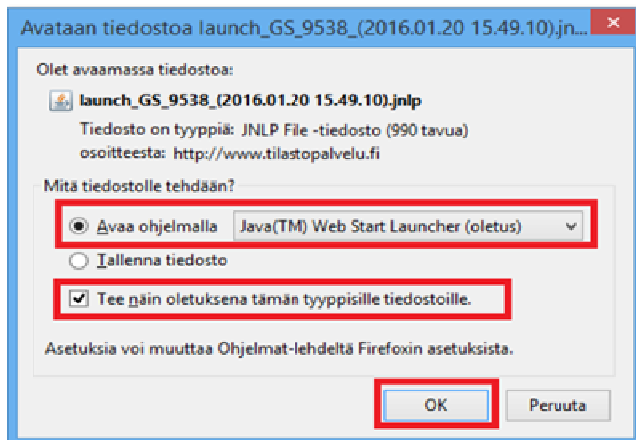 Avataan tiedostoa launch_GS_9538_(2016.01.20 15.49.10).jn...
Olet avaamassa tiedostoa:
launch_GS_9538_(2016.01.20 15.49.10).jnlp
Tiedosto on tyyppiä: JNLP File -tiedosto (990 tavua)
osoitteesta: http://www.tilastopalvelu.fi
Mitä tiedostolle tehdään?
Avaa ohjelmalla Java(TM) Web Start Launcher (oletus)
Tallenna tiedosto
Tee näin oletuksena tämän tyyppisille tiedostoille.
Asetuksia voi muuttaa Ohjelmat-lehdeltä Firefoxin asetuksista.
OK Peruuta